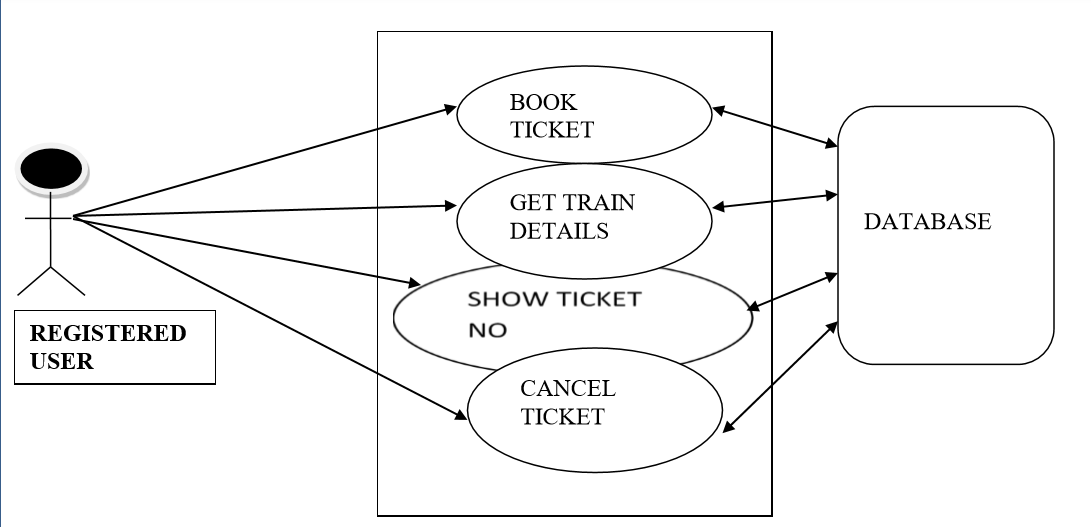 BOOK
TICKET
GET TRAIN
DETAILS
SHOW TICKET
NO
CANCEL
TICKET
DATABASE
REGISTERED
USER